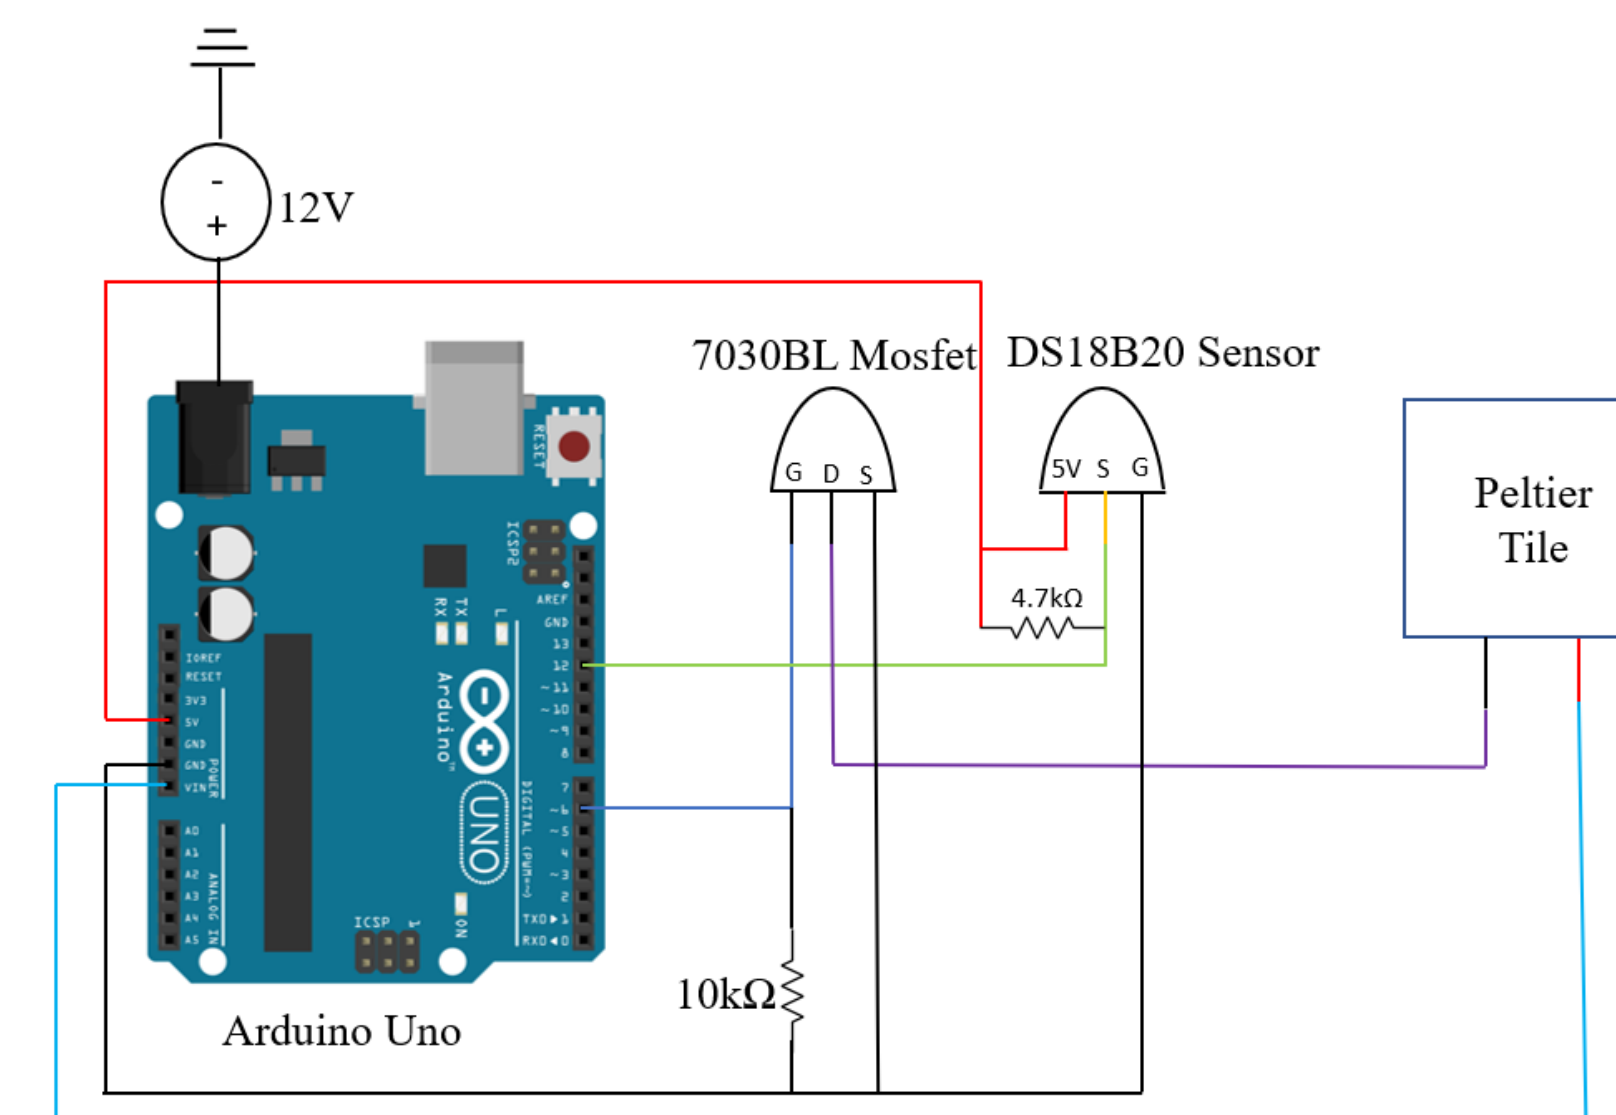 -
+
12V
7030BL Mosfet
DS18B20 Sensor
G D S
5V S G
Peltier
Tile
4.7kΩ
RESET
ICSP2
AREF
GND
13
12
~11
~10
~9
8
7
~6
~5
4
~3
2
TXD▶1
RXD◀0
RX
TX
L
IOREF
RESET
3V3
5V
GND
GND
VIN
POWER
A0
A1
A2
A3
A4
A5
ANALOG IN
Arduino™
UNO
DIGITAL (PWM=~)
ICSP
1
ON
10kΩ
Arduino Uno